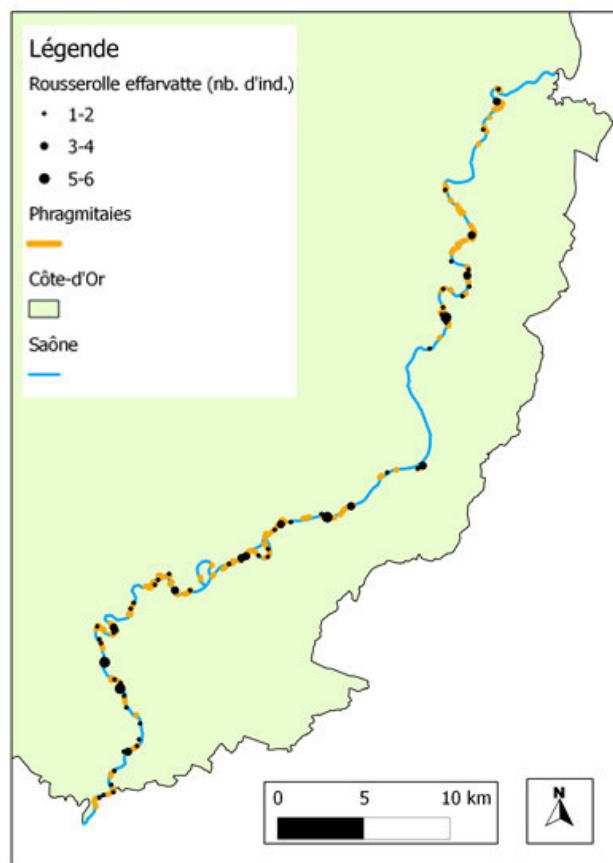 Légende
Rousserolle effarvatte (nb. d'ind.)
1-2
3-4
5-6
Phragmitaies
Côte-d'Or
Saône
0 5 10 km
N